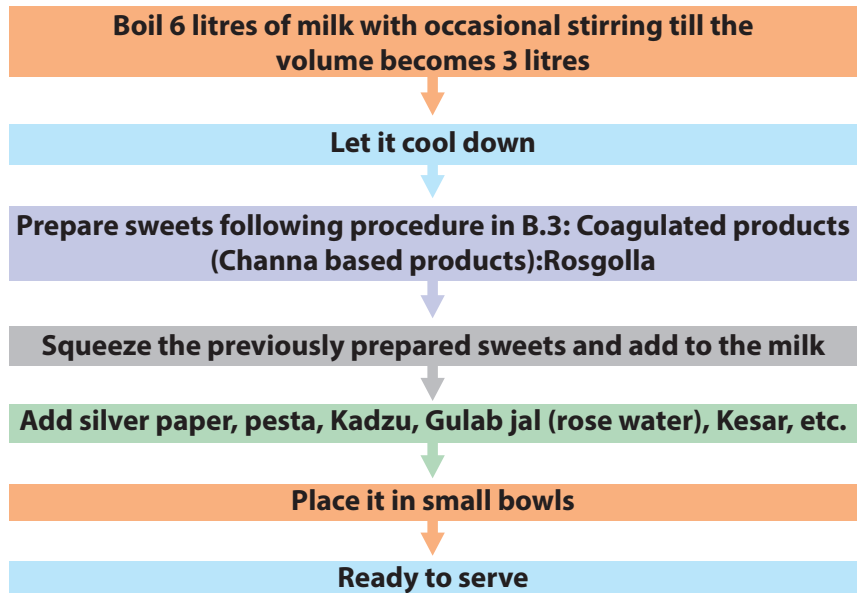 Boil 6 litres of milk with occasional stirring till the
volume becomes 3 litres
Let it cool down
Prepare sweets following procedure in B.3: Coagulated products
(Channa based products):Rosgolla
Squeeze the previously prepared sweets and add to the milk
Add silver paper, pesta, Kadzu, Gulab jal (rose water), Kesar, etc.
Place it in small bowls
Ready to serve